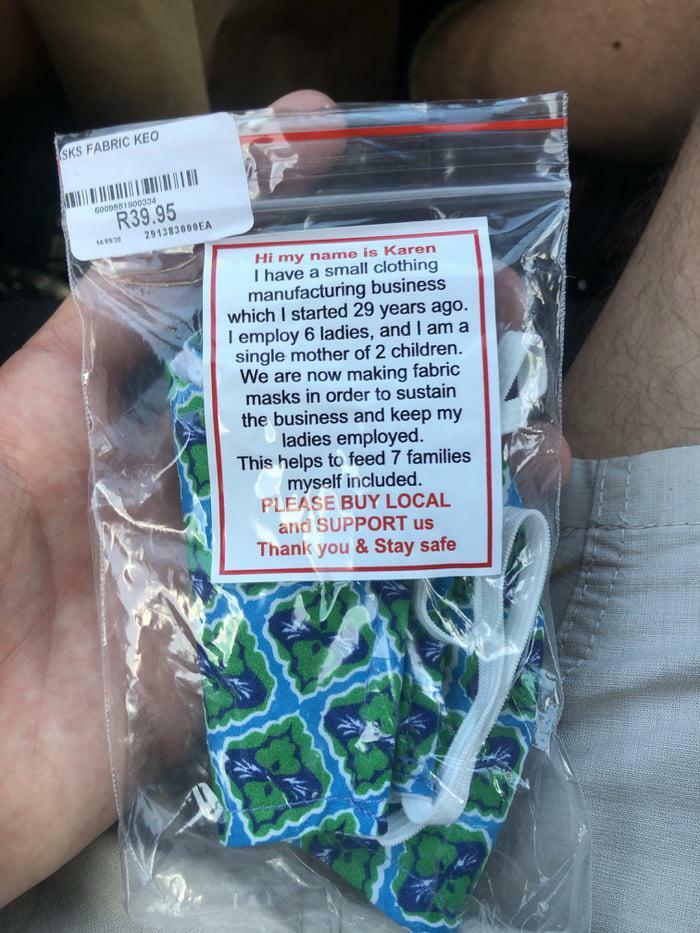 SKS FABRIC KEO
6009551900334
R39.95
14/05/20 291383000EA
Hi my name is Karen
I have a small clothing
manufacturing business
which I started 29 years ago.
I employ 6 ladies, and I am a
single mother of 2 children.
We are now making fabric
masks in order to sustain
the business and keep my
ladies employed.
This helps to feed 7 families
myself included.
PLEASE BUY LOCAL
and SUPPORT us
Thank you & Stay safe